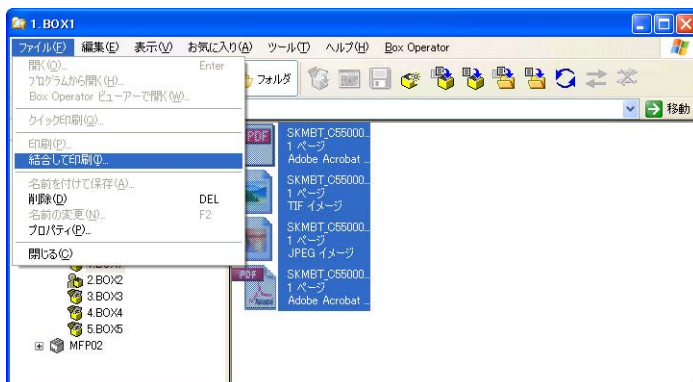 1.BOX1
ファイル(F) 編集(E) 表示(V) お気に入り(A) ツール(T) ヘルプ(H) Box Operator
開く(O)... Enter
プログラムから開く(H)...
Box Operator ビューアーで開く(W)...
クイック印刷(Q)...
印刷(P)...
結合して印刷(I)...
名前を付けて保存(A)...
削除(D) DEL
名前の変更(N)... F2
プロパティ(P)...
閉じる(C)
フォルダ
移動
PDF
SKMBT_C55000...
1 ページ
Adobe Acrobat ...
SKMBT_C55000...
1 ページ
TIF イメージ
SKMBT_C55000...
1 ページ
JPEG イメージ
PDF
Adobe
SKMBT_C55000...
1 ページ
Adobe Acrobat ...
2.BOX2
3.BOX3
4.BOX4
5.BOX5
MFP02